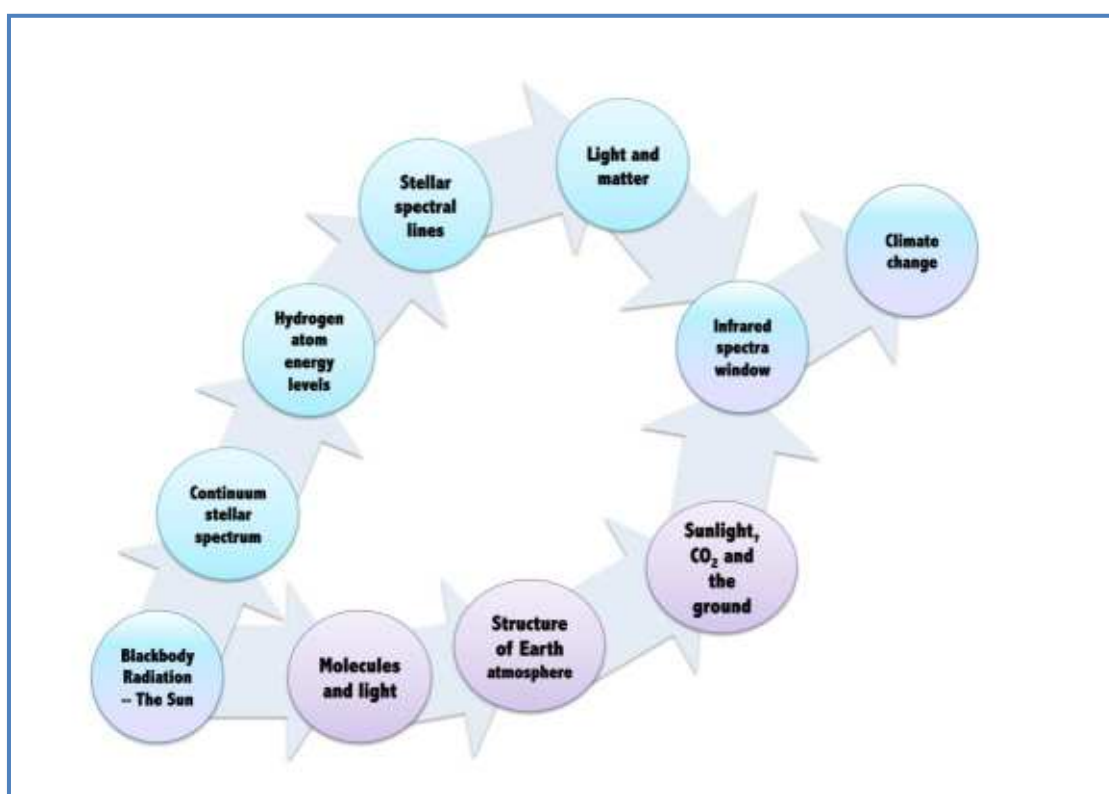 Light and
matter
Stellar
spectral
lines
Climate
change
Hydrogen
atom
energy
levels
Infrared
spectra
window
Continuum
stellar
spectrum
Sunlight,
CO₂ and
the
ground
Structure
of Earth
atmosphere
Blackbody
Radiation
– The Sun
Molecules
and light